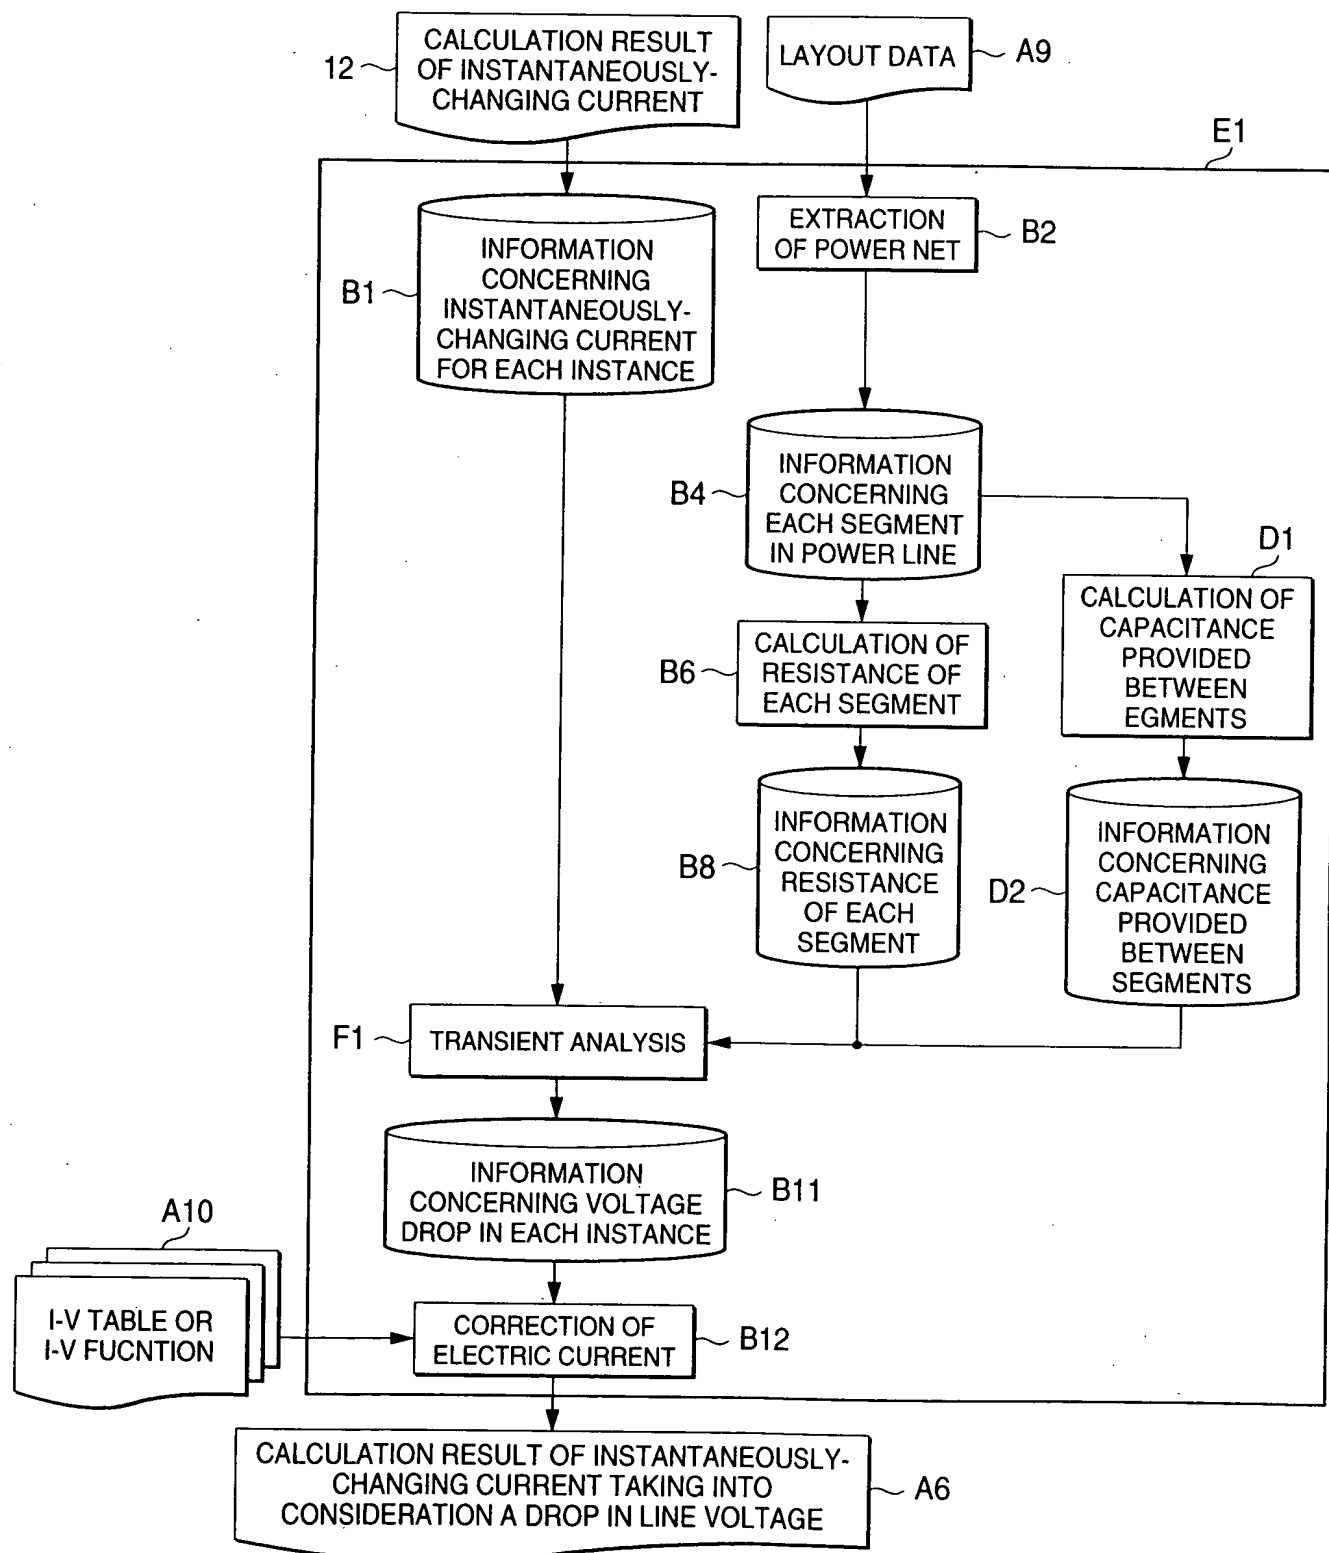 CALCULATION RESULT
OF INSTANTANEOUSLY-
CHANGING CURRENT
12
LAYOUT DATA
A9
E1
INFORMATION
CONCERNING
INSTANTANEOUSLY-
CHANGING CURRENT
FOR EACH INSTANCE
B1
EXTRACTION
OF POWER NET
B2
INFORMATION
CONCERNING
EACH SEGMENT
IN POWER LINE
B4
D1
CALCULATION OF
CAPACITANCE
PROVIDED
BETWEEN
EGMENTS
CALCULATION OF
RESISTANCE OF
EACH SEGMENT
B6
INFORMATION
CONCERNING
RESISTANCE
OF EACH
SEGMENT
B8
INFORMATION
CONCERNING
CAPACITANCE
PROVIDED
BETWEEN
SEGMENTS
D2
F1
TRANSIENT ANALYSIS
INFORMATION
CONCERNING VOLTAGE
DROP IN EACH INSTANCE
B11
A10
I-V TABLE OR
I-V FUCNTION
CORRECTION OF
ELECTRIC CURRENT
B12
CALCULATION RESULT OF INSTANTANEOUSLY-
CHANGING CURRENT TAKING INTO
CONSIDERATION A DROP IN LINE VOLTAGE
A6